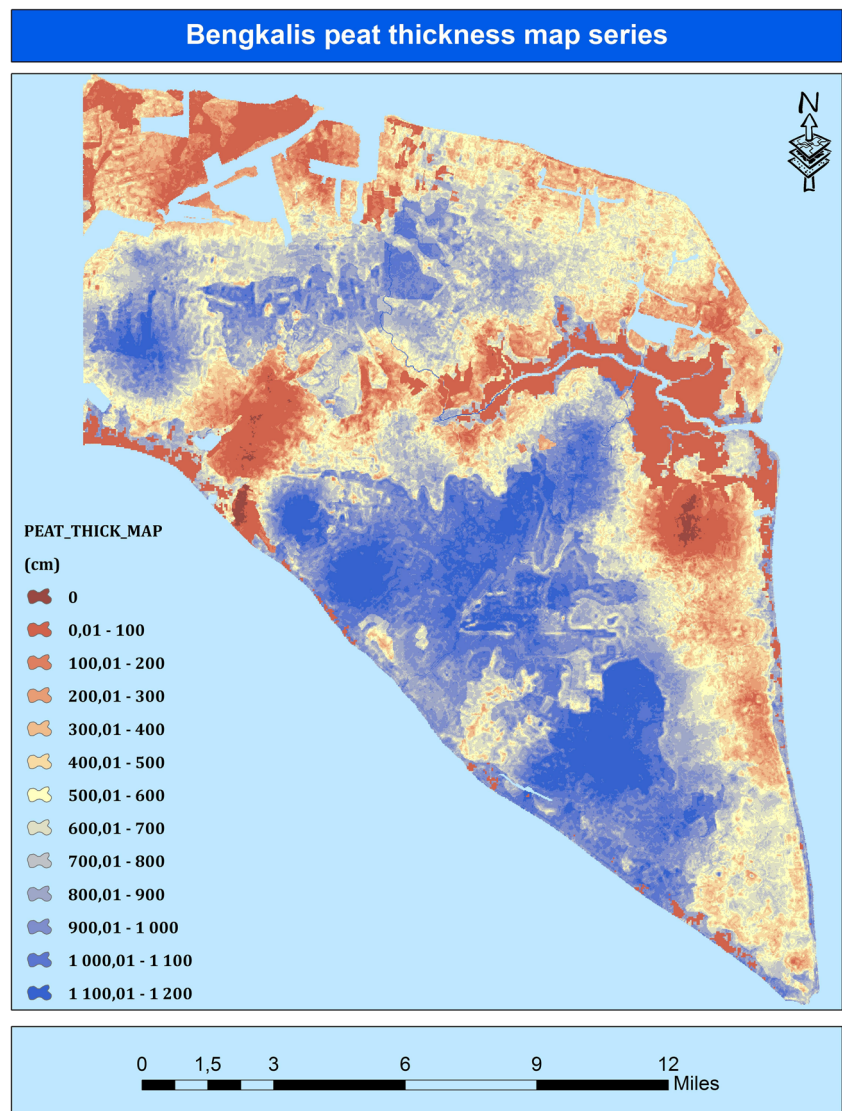 Bengkalis peat thickness map series
N
PEAT_THICK_MAP
(cm)
0
0,01 - 100
100,01 - 200
200,01 - 300
300,01 - 400
400,01 - 500
500,01 - 600
600,01 - 700
700,01 - 800
800,01 - 900
900,01 - 1 000
1 000,01 - 1 100
1 100,01 - 1 200
0 1,5 3 6 9 12
Miles